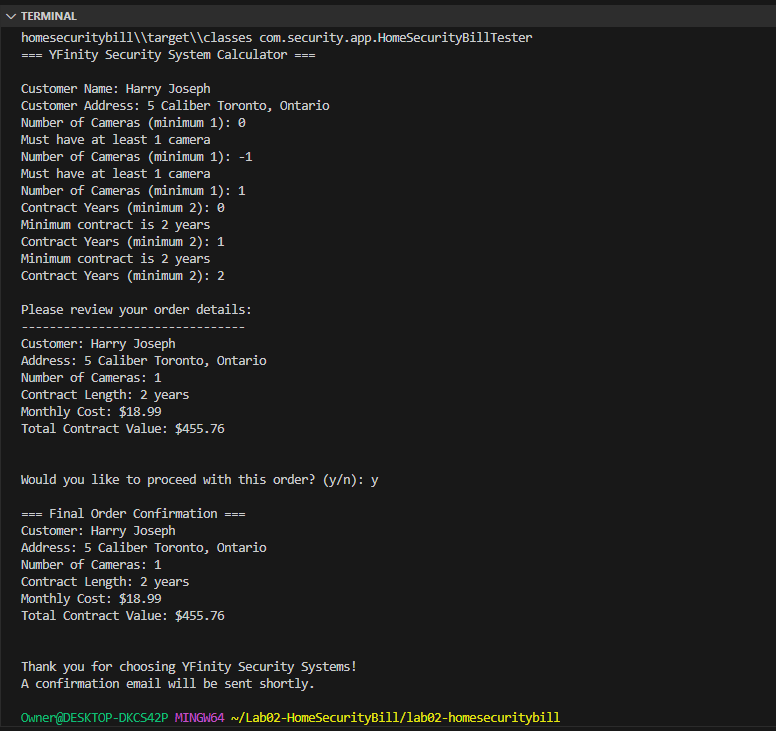 TERMINAL
homesecuritybill\\target\\classes com.security.app.HomeSecurityBillTester
=== YFinity Security System Calculator ===
Customer Name: Harry Joseph
Customer Address: 5 Caliber Toronto, Ontario
Number of Cameras (minimum 1): 0
Must have at least 1 camera
Number of Cameras (minimum 1): -1
Must have at least 1 camera
Number of Cameras (minimum 1): 1
Contract Years (minimum 2): 0
Minimum contract is 2 years
Contract Years (minimum 2): 1
Minimum contract is 2 years
Contract Years (minimum 2): 2
Please review your order details:
--------------------------------
Customer: Harry Joseph
Address: 5 Caliber Toronto, Ontario
Number of Cameras: 1
Contract Length: 2 years
Monthly Cost: $18.99
Total Contract Value: $455.76
Would you like to proceed with this order? (y/n): y
=== Final Order Confirmation ===
Customer: Harry Joseph
Address: 5 Caliber Toronto, Ontario
Number of Cameras: 1
Contract Length: 2 years
Monthly Cost: $18.99
Total Contract Value: $455.76
Thank you for choosing YFinity Security Systems!
A confirmation email will be sent shortly.
Owner@DESKTOP-DKCS42P MINGW64 ~/Lab02-HomeSecurityBill/lab02-homesecuritybill